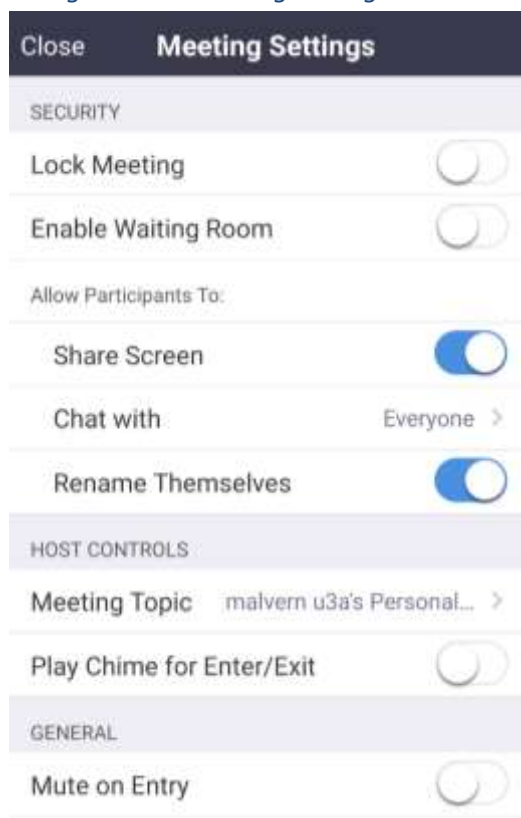 Close Meeting Settings
SECURITY
Lock Meeting
Enable Waiting Room
Allow Participants To:
Share Screen
Chat with Everyone >
Rename Themselves
HOST CONTROLS
Meeting Topic malvern u3a's Personal... >
Play Chime for Enter/Exit
GENERAL
Mute on Entry